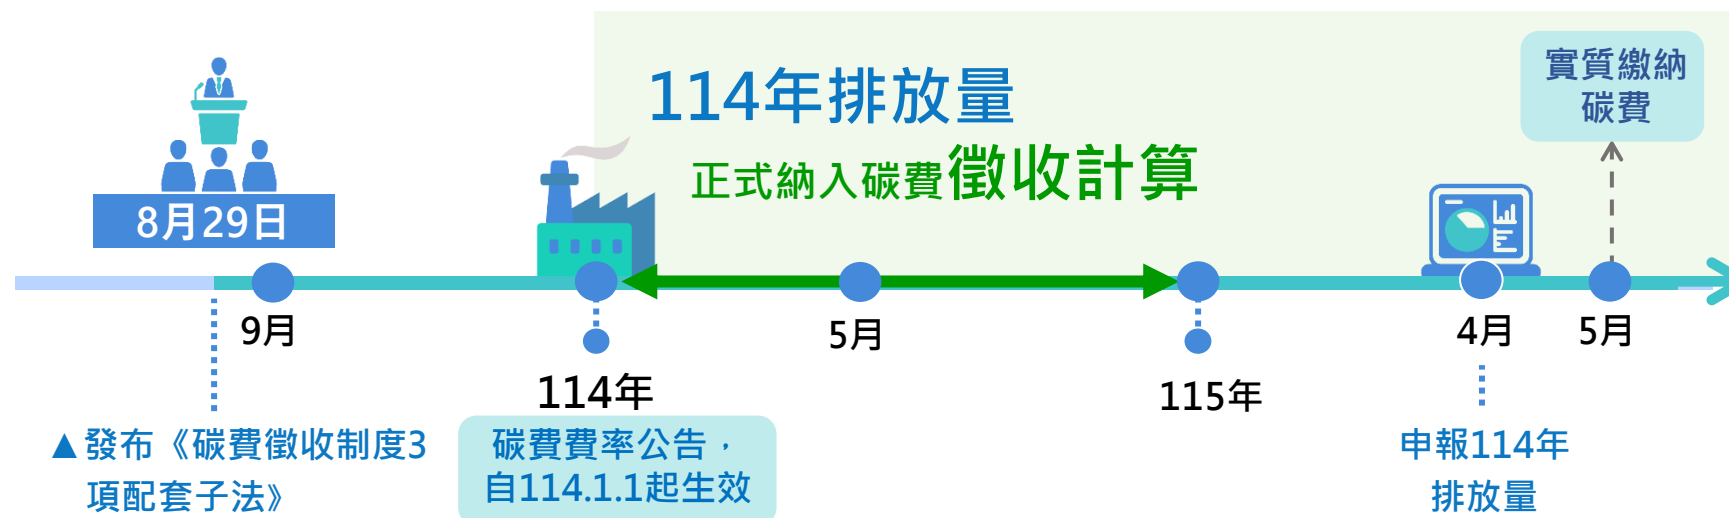 114年排放量
正式納入碳費徵收計算
實質繳納
碳費
8月29日
9月
5月
4月
5月
114年
115年
▲發布《碳費徵收制度3
項配套子法》
碳費費率公告，
自114.1.1起生效
申報114年
排放量